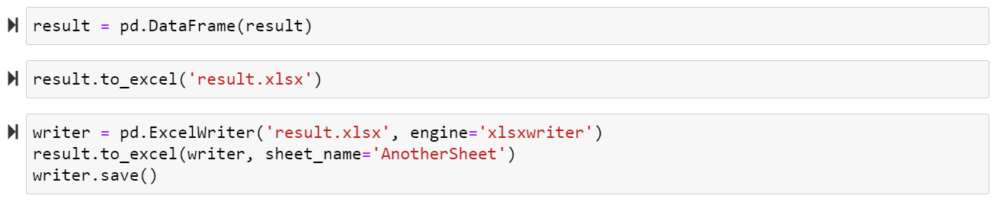 result = pd.DataFrame(result)
result.to_excel('result.xlsx')
writer = pd.ExcelWriter('result.xlsx', engine='xlsxwriter')
result.to_excel(writer, sheet_name='AnotherSheet')
writer.save()